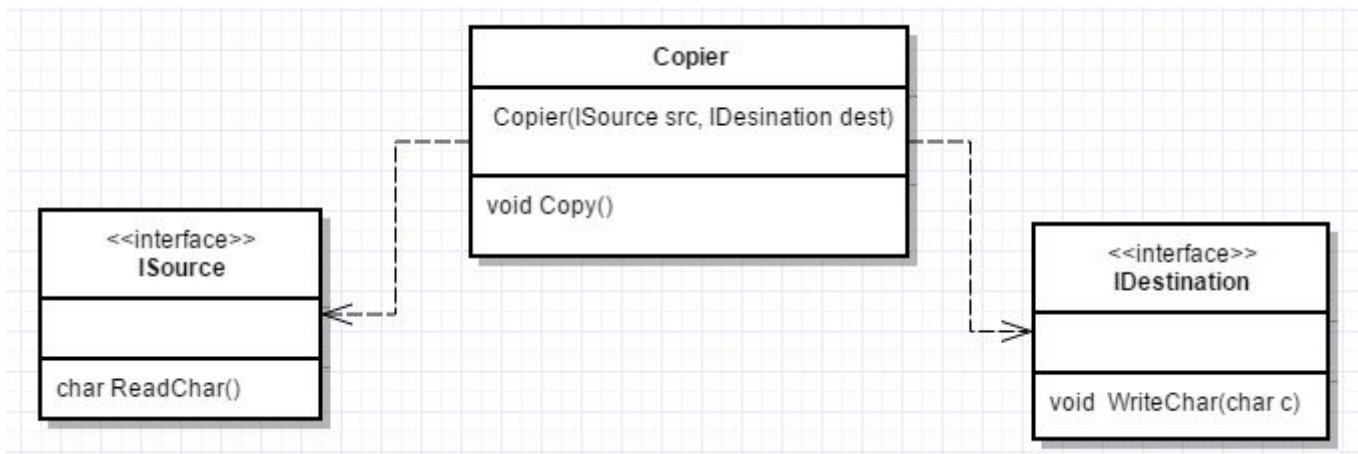 Copier
Copier(ISource src, IDesination dest)
void Copy()
<<interface>>
ISource
char ReadChar()
<<interface>>
IDestination
void WriteChar(char c)